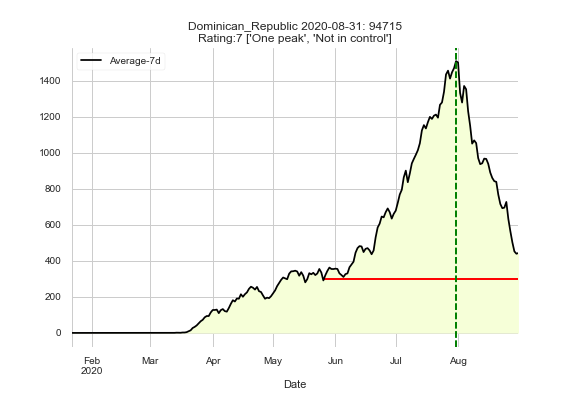 Dominican_Republic 2020-08-31: 94715
Rating:7 ['One peak', 'Not in control']
Average-7d
1400
1200
1000
800
600
400
200
0
Feb Mar Apr May Jun Jul Aug
2020
Date